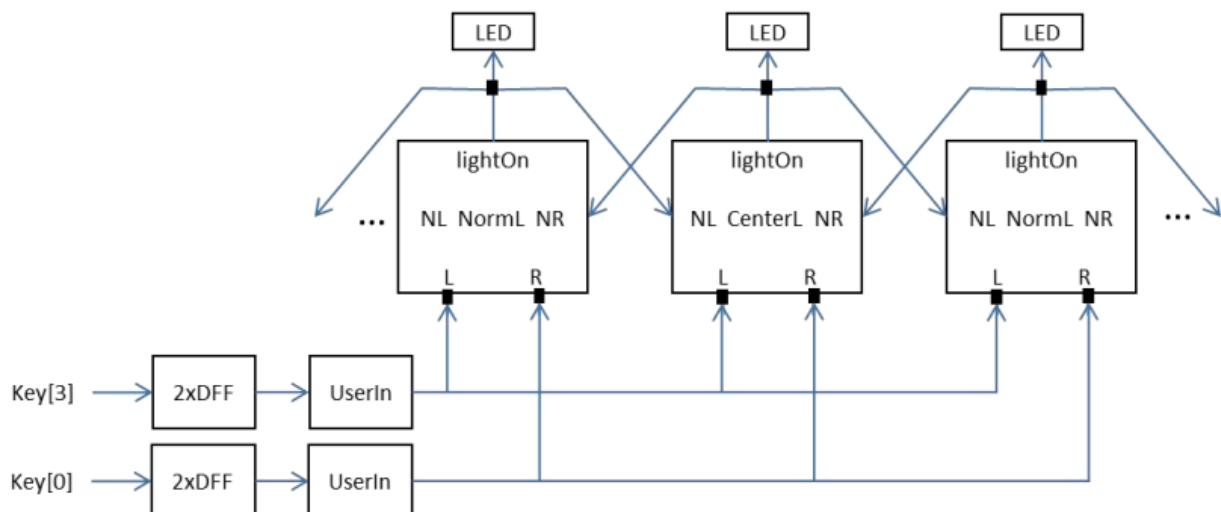 LED LED LED
lightOn lightOn lightOn
... NL NormL NR NL CenterL NR NL NormL NR ...
L R L R L R
Key[3] 2xDFF UserIn
Key[0] 2xDFF UserIn